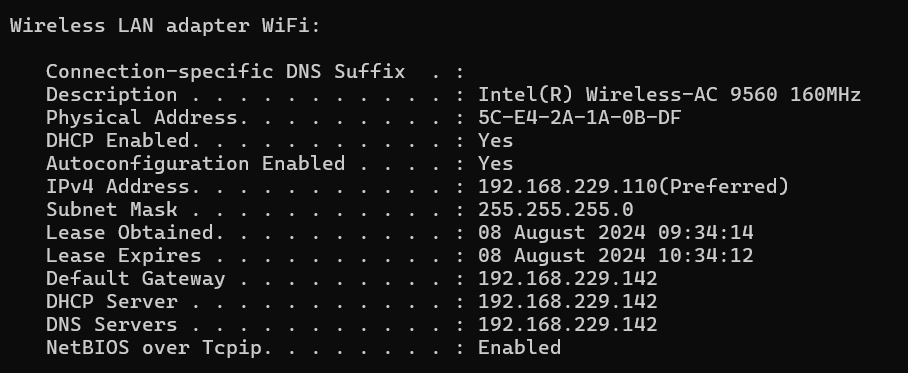 Wireless LAN adapter WiFi:
Connection-specific DNS Suffix  . :
Description . . . . . . . . . . . : Intel(R) Wireless-AC 9560 160MHz
Physical Address. . . . . . . . . : 5C-E4-2A-1A-0B-DF
DHCP Enabled. . . . . . . . . . . : Yes
Autoconfiguration Enabled . . . . : Yes
IPv4 Address. . . . . . . . . . . : 192.168.229.110(Preferred)
Subnet Mask . . . . . . . . . . . : 255.255.255.0
Lease Obtained. . . . . . . . . . : 08 August 2024 09:34:14
Lease Expires . . . . . . . . . . : 08 August 2024 10:34:12
Default Gateway . . . . . . . . . : 192.168.229.142
DHCP Server . . . . . . . . . . . : 192.168.229.142
DNS Servers . . . . . . . . . . . : 192.168.229.142
NetBIOS over Tcpip. . . . . . . . : Enabled